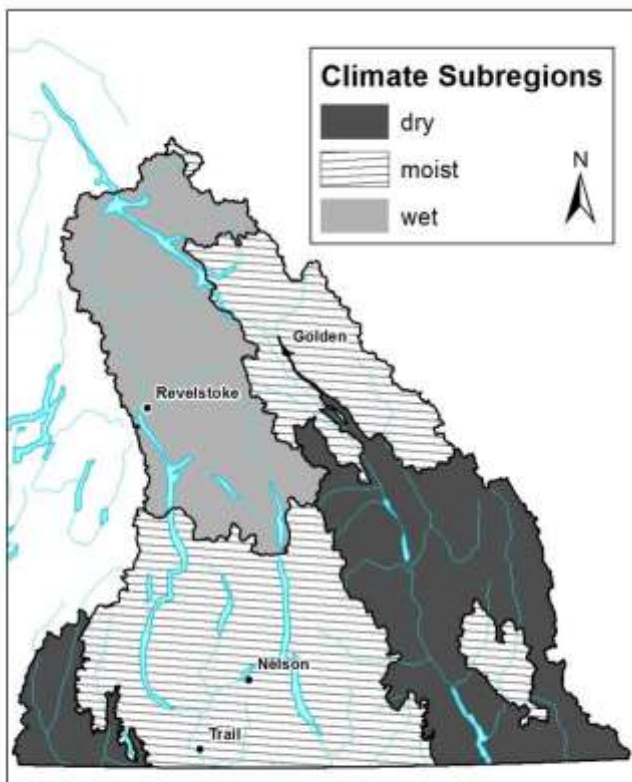 Climate Subregions
dry
moist
wet
N
Golden
Revelstoke
Nelson
Trail